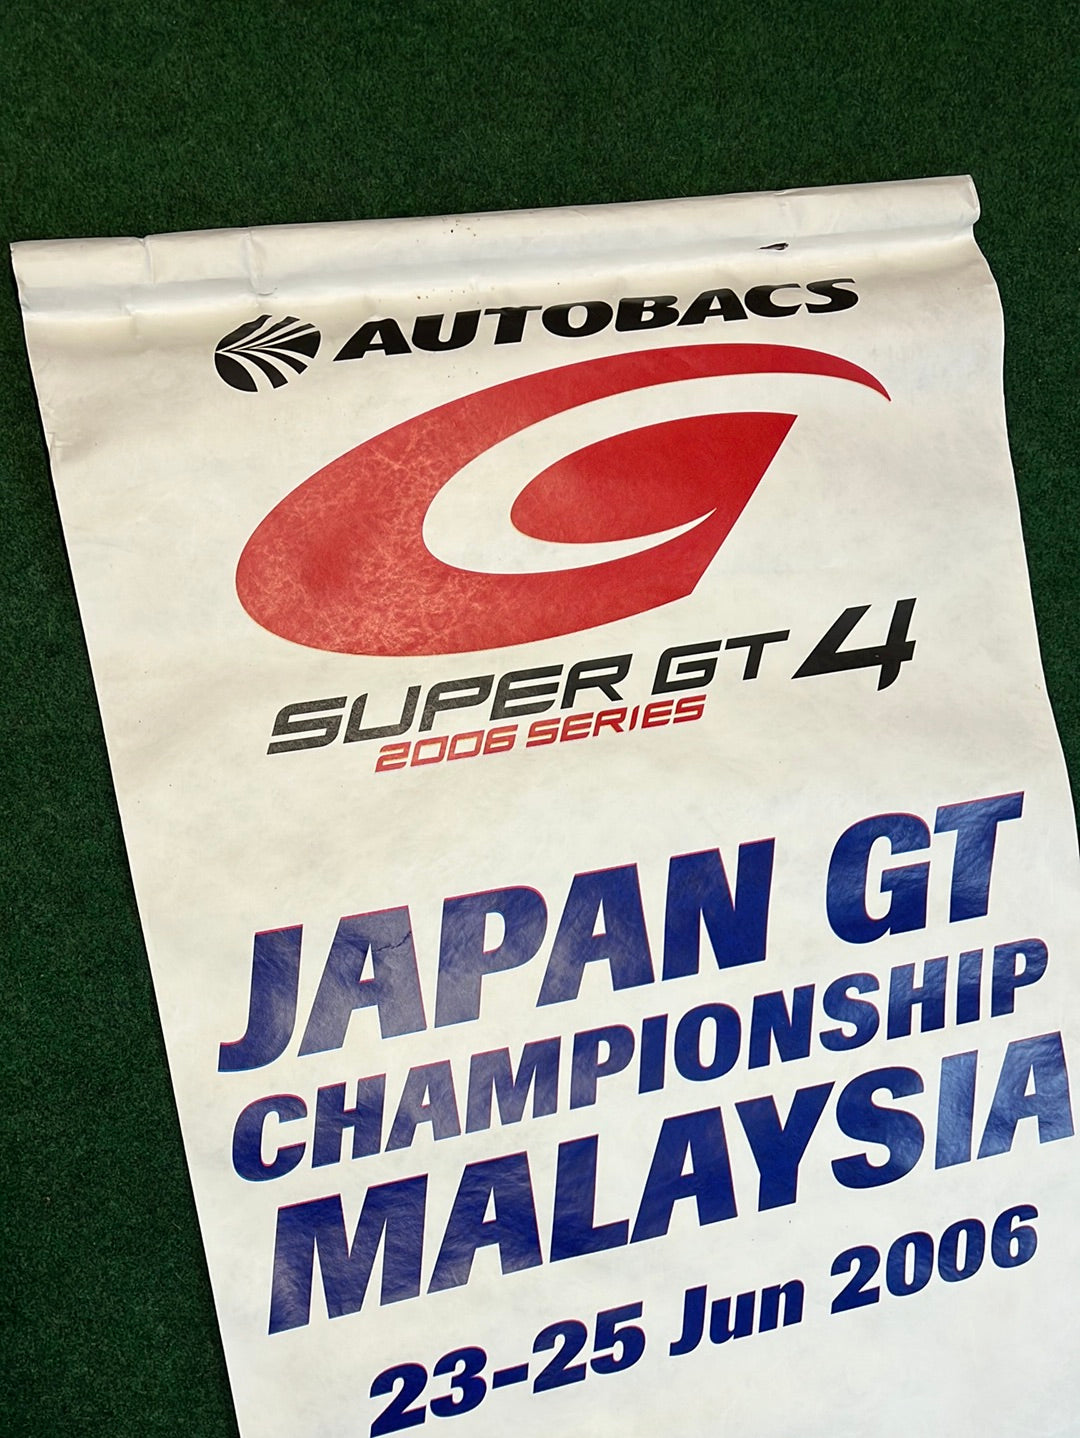 AUTOBACS
SUPER GT 4
2006 SERIES
JAPAN GT
CHAMPIONSHIP
MALAYSIA
23-25 Jun 2006